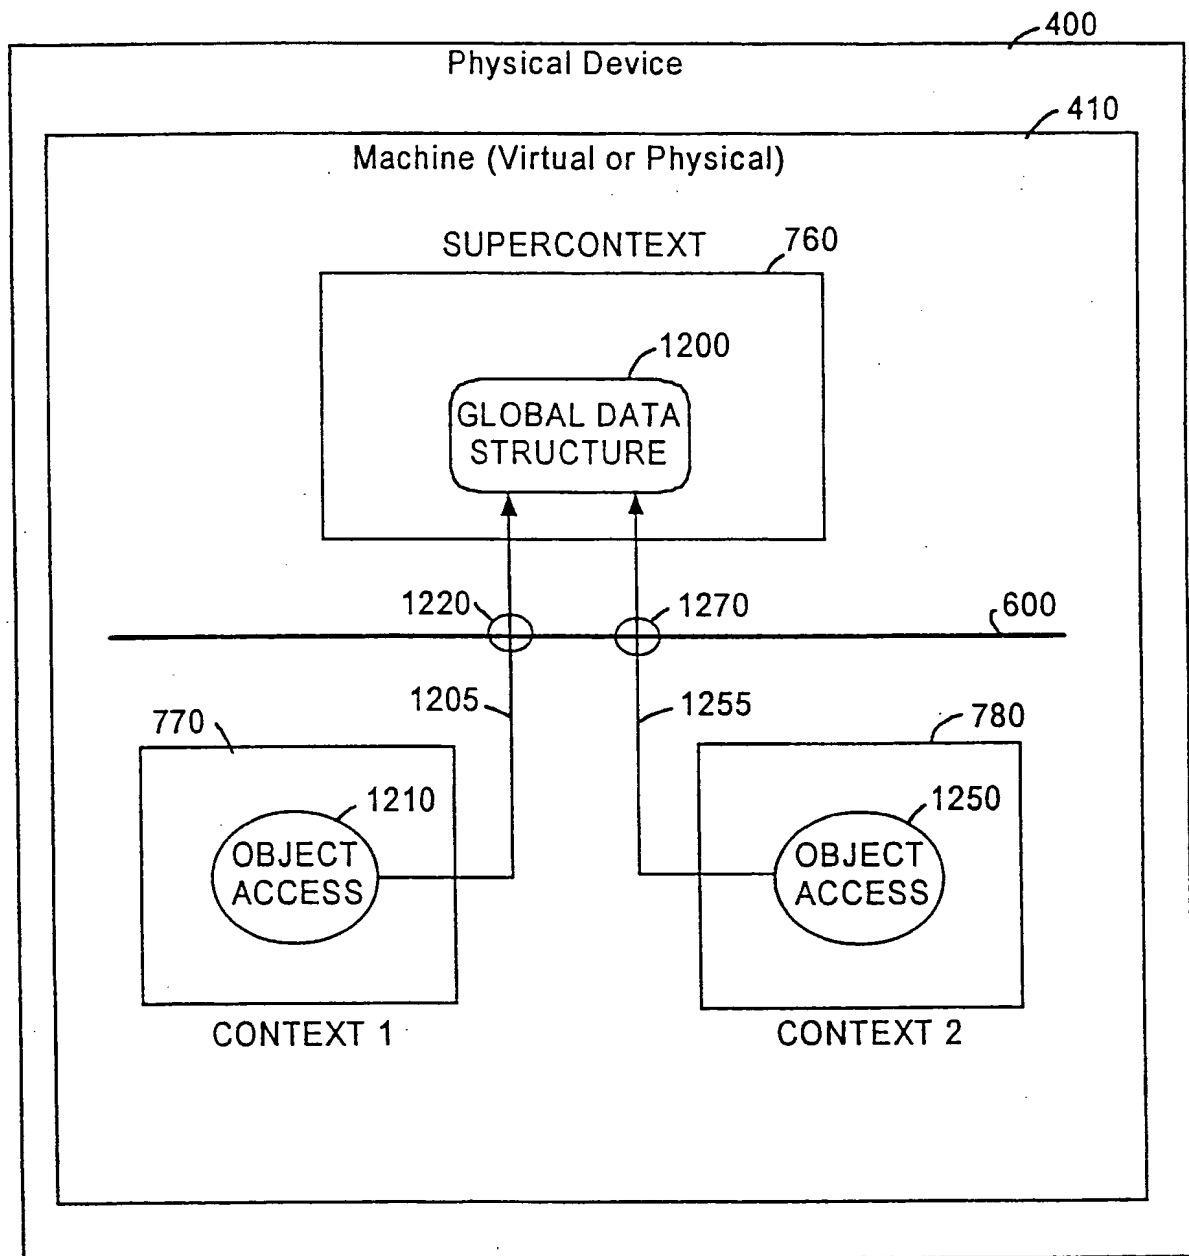 400
Physical Device
410
Machine (Virtual or Physical)
SUPERCONTEXT
760
1200
GLOBAL DATA
STRUCTURE
1220
1270
600
1205
1255
770
780
1210
1250
OBJECT
ACCESS
OBJECT
ACCESS
CONTEXT 1
CONTEXT 2